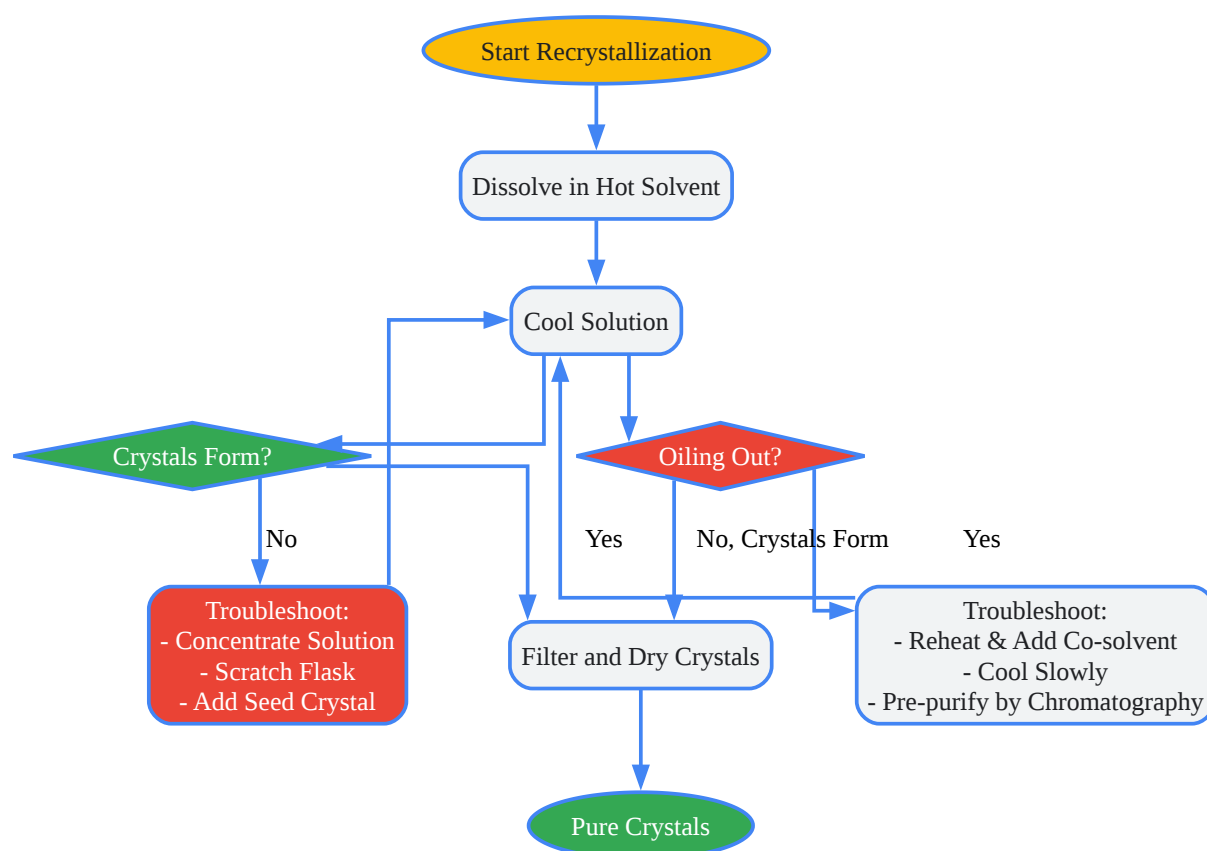 Start Recrystallization
Dissolve in Hot Solvent
Cool Solution
Crystals Form?
Oiling Out?
No
Yes
No, Crystals Form
Yes
Troubleshoot:
- Concentrate Solution
- Scratch Flask
- Add Seed Crystal
Filter and Dry Crystals
Troubleshoot:
- Reheat & Add Co-solvent
- Cool Slowly
- Pre-purify by Chromatography
Pure Crystals